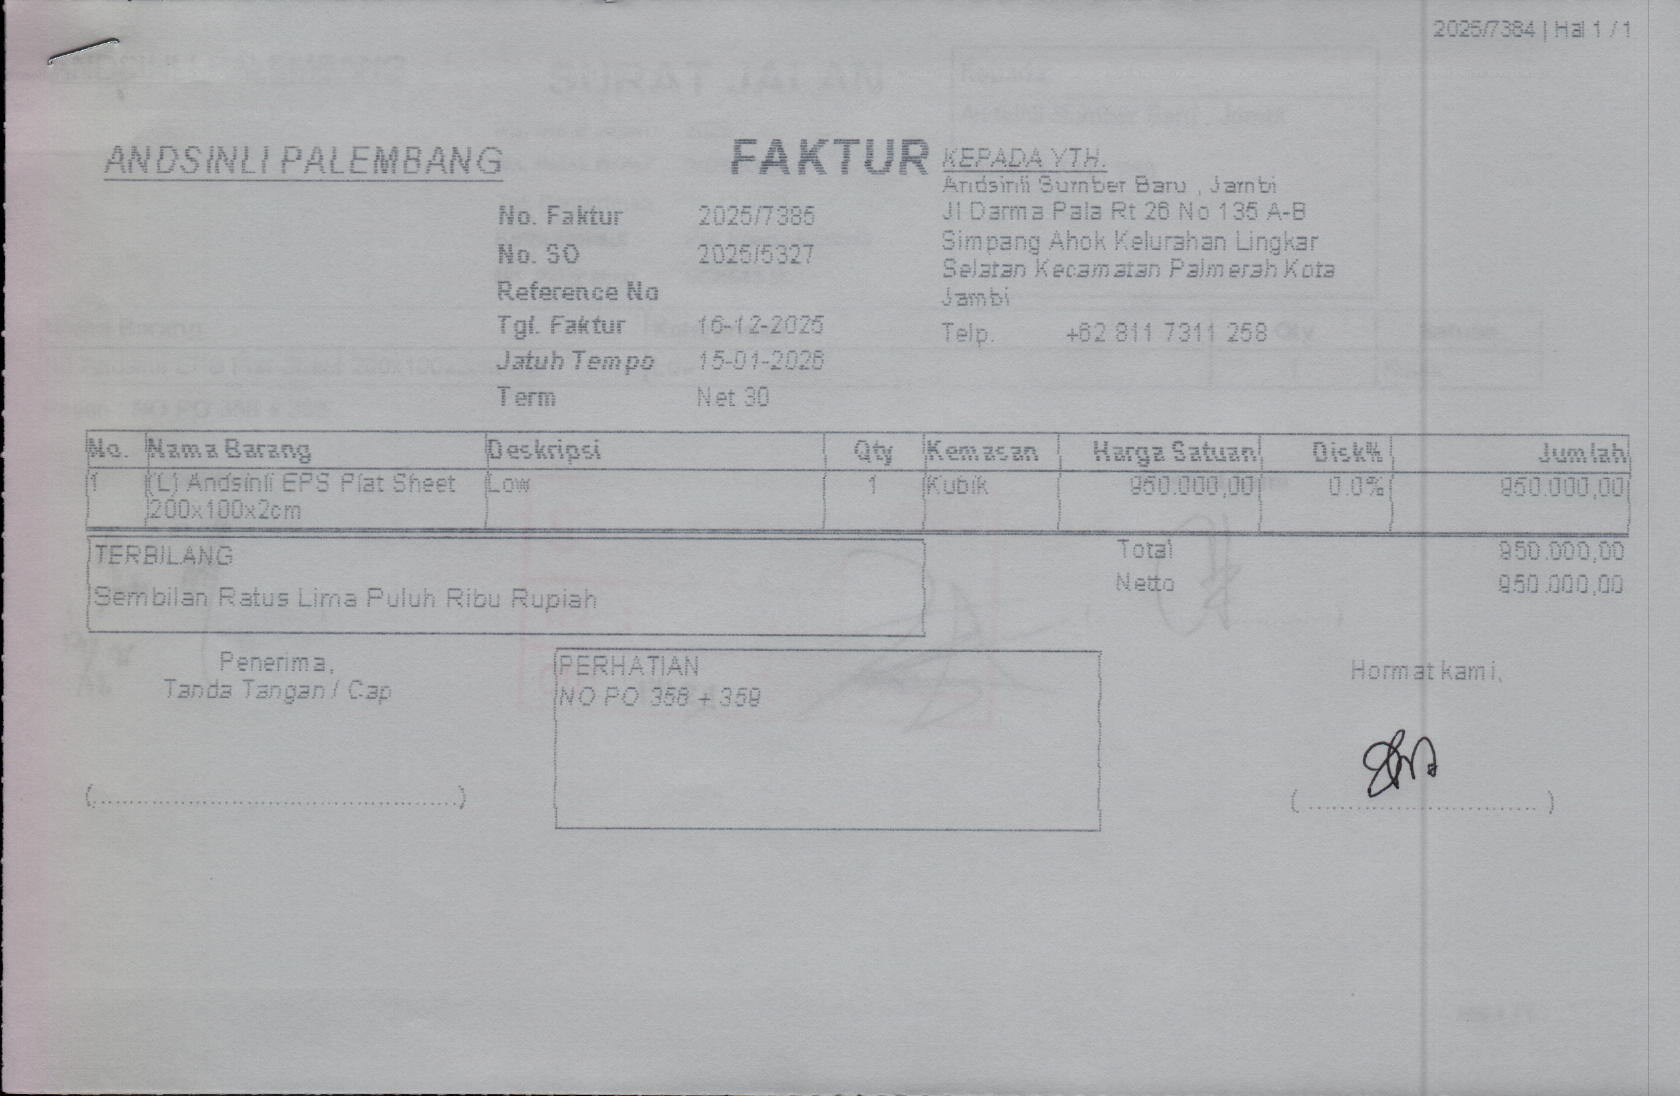 2025/7384 | Hal 1 / 1
ANDSINLI PALEMBANG
FAKTUR
KEPADA YTH.
Andsinli Sumber Baru , Jambi
Jl Darma Pala Rt 26 No 135 A-B
Simpang Ahok Kelurahan Lingkar
Selatan Kecamatan Palmerah Kota
Jambi
Telp. +62 811 7311 258
No. Faktur 2025/7385
No. SO 2025/5327
Reference No
Tgl. Faktur 16-12-2025
Jatuh Tempo 15-01-2026
Term Net 30
No. Nama Barang Deskripsi Qty Kemasan Harga Satuan Disk% Jumlah
1 (L) Andsinli EPS Plat Sheet Low 1 Kubik 950.000,00 0.0% 950.000,00
200x100x2cm
TERBILANG
Sembilan Ratus Lima Puluh Ribu Rupiah
Total 950.000,00
Netto 950.000,00
Penerima,
Tanda Tangan / Cap
PERHATIAN
NO PO 358 + 359
Hormat kami,